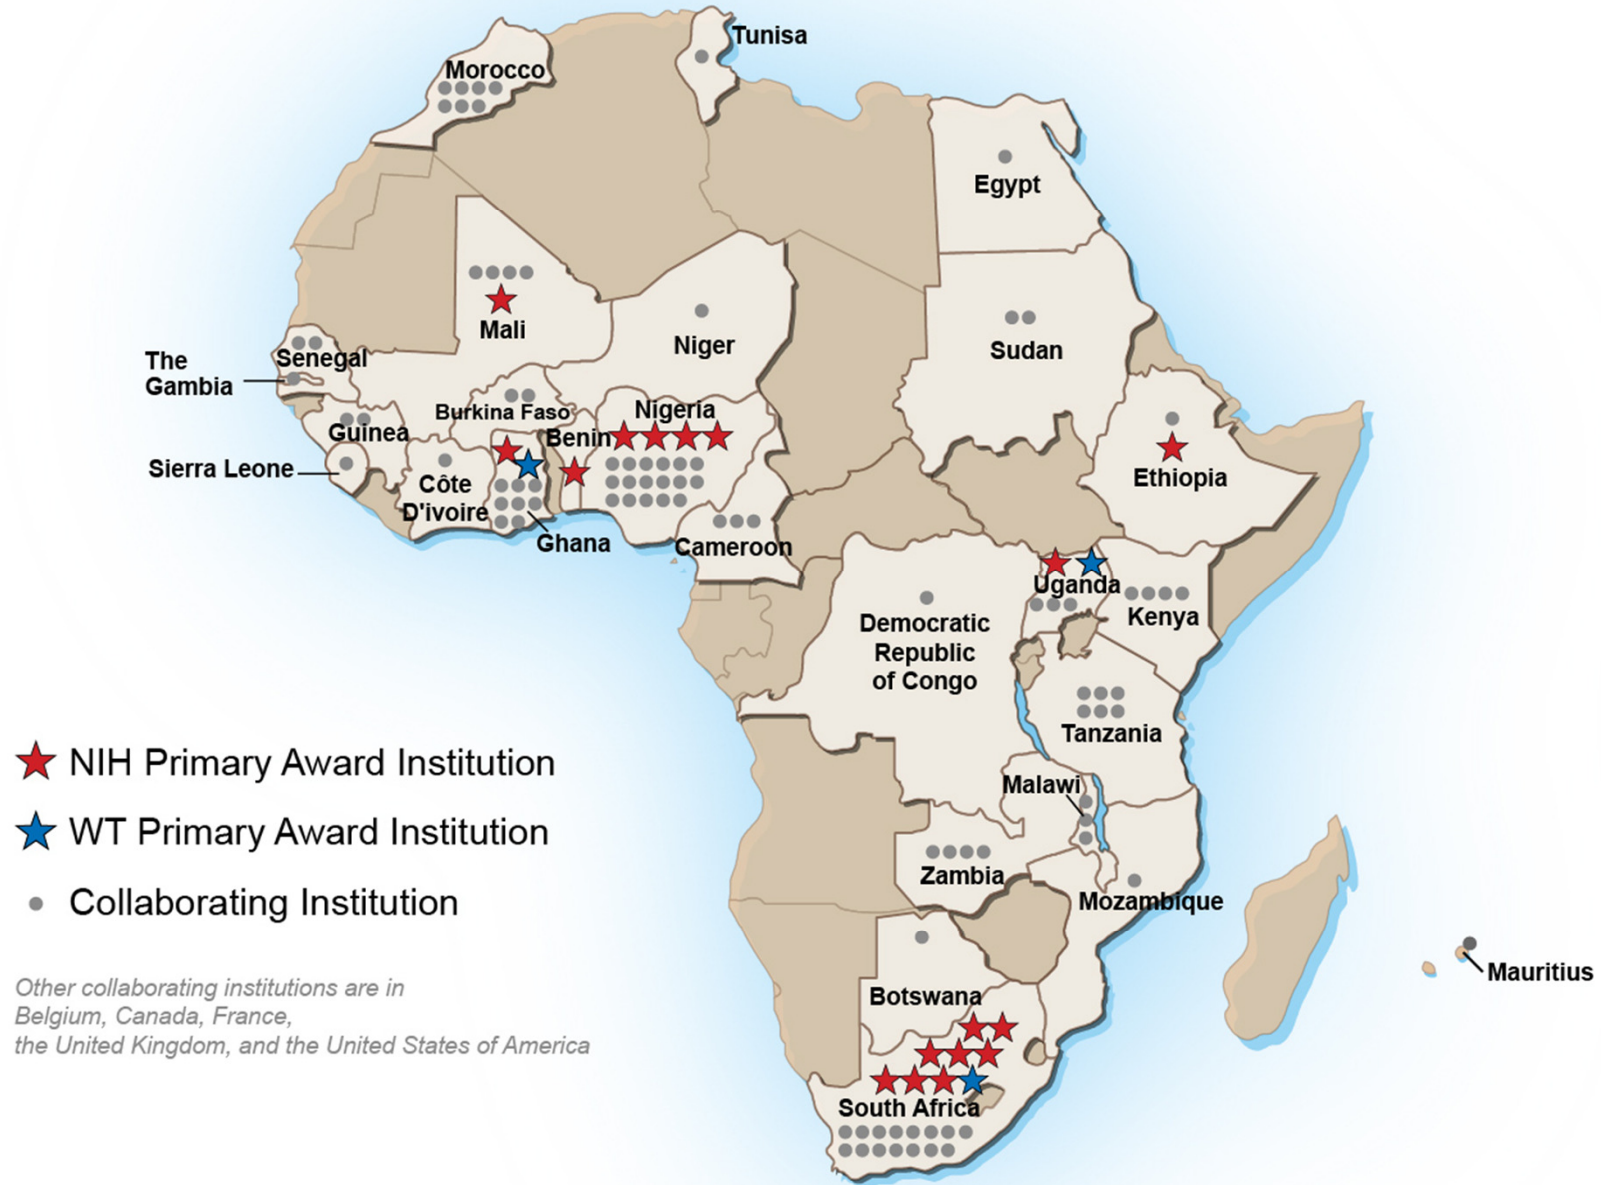 Tunisa
Morocco
Egypt
Mali
Niger
Sudan
Senegal
The
Gambia
Burkina Faso
Nigeria
Guinea
Benin
Sierra Leone
Côte
D'ivoire
Ethiopia
Ghana
Cameroon
Uganda
Kenya
Democratic
Republic
of Congo
Tanzania
NIH Primary Award Institution
Malawi
WT Primary Award Institution
Zambia
Mozambique
Collaborating Institution
Mauritius
Botswana
Other collaborating institutions are in
Belgium, Canada, France,
the United Kingdom, and the United States of America
South Africa